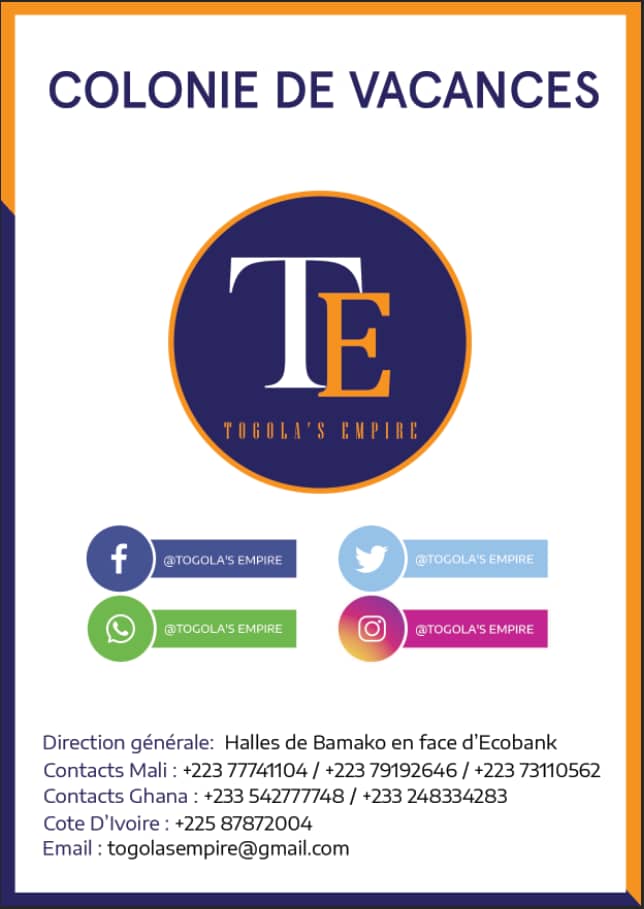 COLONIE DE VACANCES
TE
TOGOLA'S EMPIRE
@TOGOLA'S EMPIRE
@TOGOLA'S EMPIRE
@TOGOLA'S EMPIRE
@TOGOLA'S EMPIRE
Direction générale: Halles de Bamako en face d'Ecobank
Contacts Mali : +223 77741104 / +223 79192646 / +223 73110562
Contacts Ghana : +233 542777748 / +233 248334283
Cote D'Ivoire : +225 87872004
Email : togolasempire@gmail.com